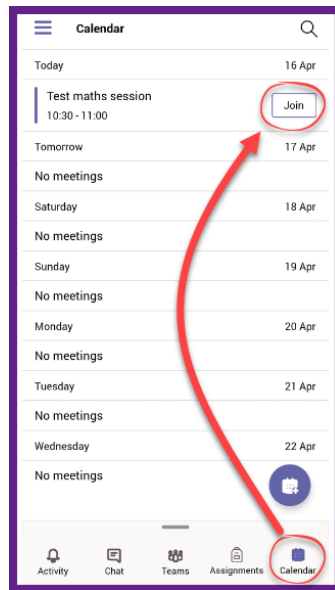 Calendar
Today 16 Apr
Test maths session
Join
10:30 - 11:00
Tomorrow 17 Apr
No meetings
Saturday 18 Apr
No meetings
Sunday 19 Apr
No meetings
Monday 20 Apr
No meetings
Tuesday 21 Apr
No meetings
Wednesday 22 Apr
No meetings
Activity Chat Teams Assignments Calendar